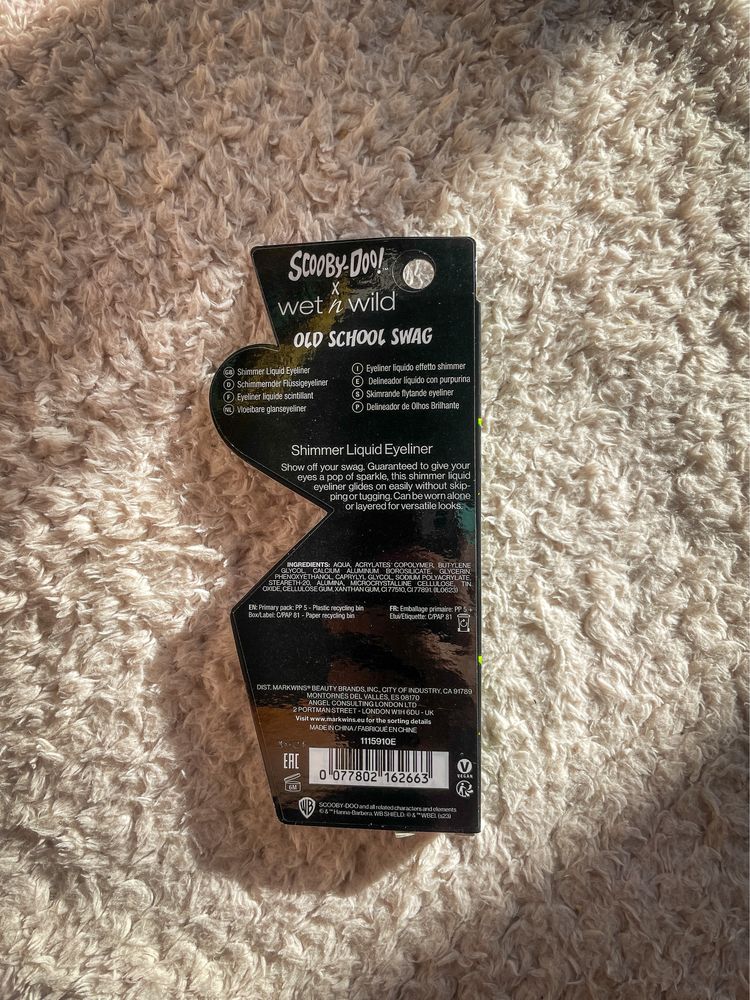 SCOOBY-DOO!™
x
wet n wild
OLD SCHOOL SWAG
GB Shimmer Liquid Eyeliner
D Schimmernder Flüssigeyeliner
F Eyeliner liquide scintillant
NL Vloeibare glanseyeliner
I Eyeliner liquido effetto shimmer
E Delineador líquido con purpurina
S Skimrande flytande eyeliner
P Delineador de Olhos Brilhante
Shimmer Liquid Eyeliner
Show off your swag. Guaranteed to give your
eyes a pop of sparkle, this shimmer liquid
eyeliner glides on easily without skip-
ping or tugging. Can be worn alone
or layered for versatile looks.
INGREDIENTS: AQUA, ACRYLATES COPOLYMER, BUTYLENE
GLYCOL, CALCIUM ALUMINUM BOROSILICATE, GLYCERIN,
PHENOXYETHANOL, CAPRYLYL GLYCOL, SODIUM POLYACRYLATE,
STEARETH-20, ALUMINA, MICROCRYSTALLINE CELLULOSE, TIN
OXIDE, CELLULOSE GUM, XANTHAN GUM, CI 77510, CI 77891. (IL0623)
EN: Primary pack: PP 5 - Plastic recycling bin
Box/Label: C/PAP 81 - Paper recycling bin
FR: Emballage primaire: PP 5 +
Étui/Étiquette: C/PAP 81
DIST. MARKWINS® BEAUTY BRANDS, INC., CITY OF INDUSTRY, CA 91789
MONTORNÉS DEL VALLÉS, ES 08170
ANGEL CONSULTING LONDON LTD
2 PORTMAN STREET - LONDON W1H 6DU - UK
Visit www.markwins.eu for the sorting details
MADE IN CHINA / FABRIQUÉ EN CHINE
1115910E
EAC
6M
0 077802 162663
V
VEGAN
WB
SCOOBY-DOO and all related characters and elements
© & ™ Hanna-Barbera. WB SHIELD: © & ™ WBEI. (s23)